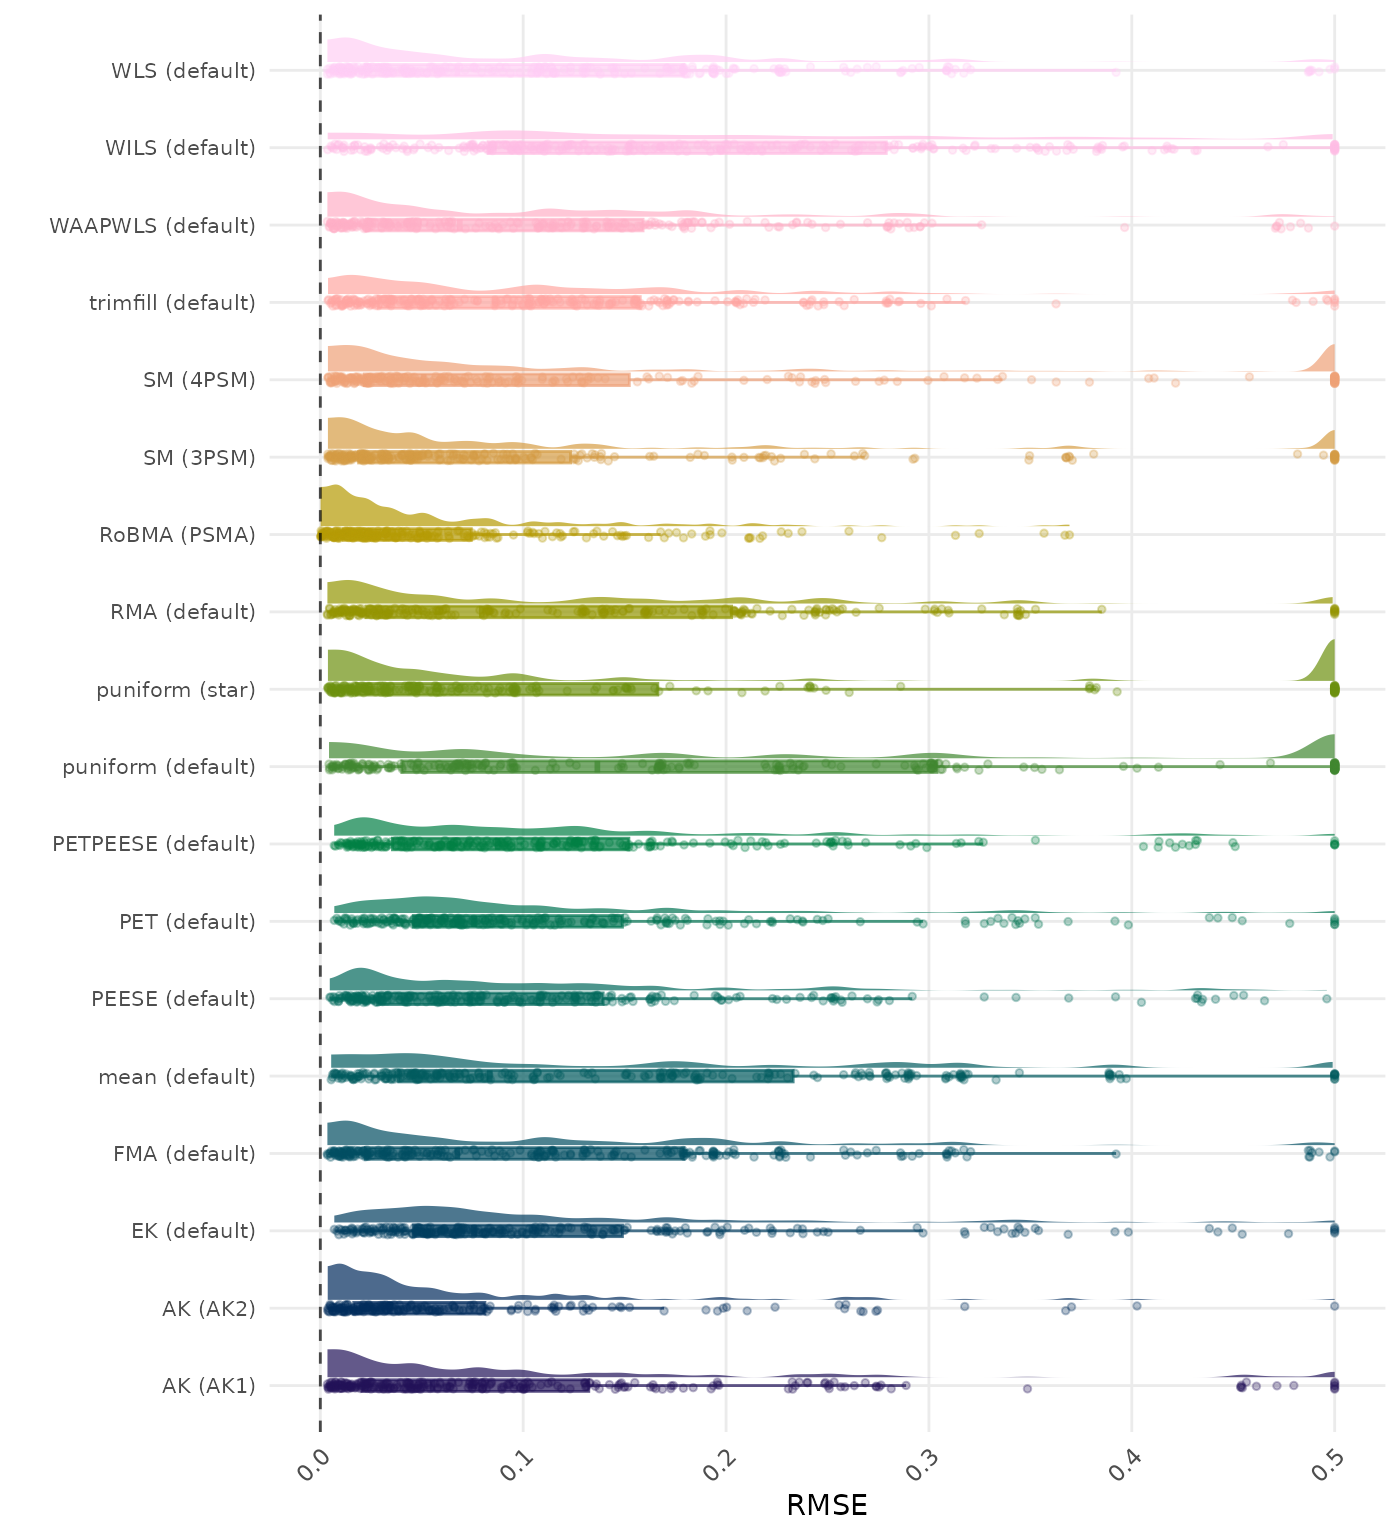 WLS (default)
WILS (default)
WAAPWLS (default)
trimfill (default)
SM (4PSM)
SM (3PSM)
RoBMA (PSMA)
RMA (default)
puniform (star)
puniform (default)
PETPEESE (default)
PET (default)
PEESE (default)
mean (default)
FMA (default)
EK (default)
AK (AK2)
AK (AK1)
0.0 0.1 0.2 0.3 0.4 0.5
RMSE